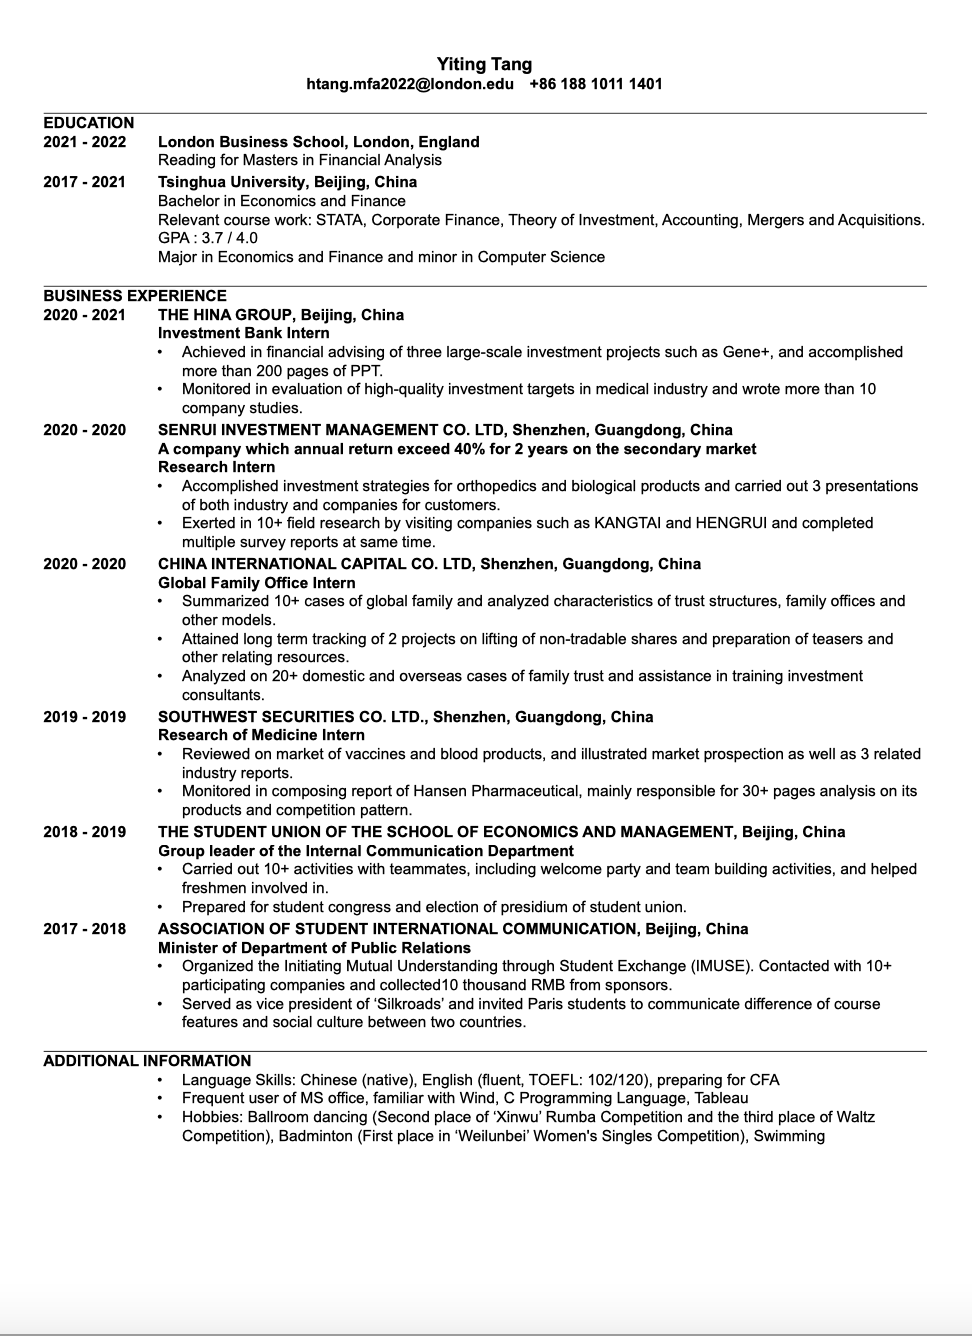 Yiting Tang
htang.mfa2022@london.edu +86 188 1011 1401
EDUCATION
2021 - 2022 London Business School, London, England
Reading for Masters in Financial Analysis
2017 - 2021 Tsinghua University, Beijing, China
Bachelor in Economics and Finance
Relevant course work: STATA, Corporate Finance, Theory of Investment, Accounting, Mergers and Acquisitions.
GPA : 3.7 / 4.0
Major in Economics and Finance and minor in Computer Science
BUSINESS EXPERIENCE
2020 - 2021 THE HINA GROUP, Beijing, China
Investment Bank Intern
• Achieved in financial advising of three large-scale investment projects such as Gene+, and accomplished
more than 200 pages of PPT.
• Monitored in evaluation of high-quality investment targets in medical industry and wrote more than 10
company studies.
2020 - 2020 SENRUI INVESTMENT MANAGEMENT CO. LTD, Shenzhen, Guangdong, China
A company which annual return exceed 40% for 2 years on the secondary market
Research Intern
• Accomplished investment strategies for orthopedics and biological products and carried out 3 presentations
of both industry and companies for customers.
• Exerted in 10+ field research by visiting companies such as KANGTAI and HENGRUI and completed
multiple survey reports at same time.
2020 - 2020 CHINA INTERNATIONAL CAPITAL CO. LTD, Shenzhen, Guangdong, China
Global Family Office Intern
• Summarized 10+ cases of global family and analyzed characteristics of trust structures, family offices and
other models.
• Attained long term tracking of 2 projects on lifting of non-tradable shares and preparation of teasers and
other relating resources.
• Analyzed on 20+ domestic and overseas cases of family trust and assistance in training investment
consultants.
2019 - 2019 SOUTHWEST SECURITIES CO. LTD., Shenzhen, Guangdong, China
Research of Medicine Intern
• Reviewed on market of vaccines and blood products, and illustrated market prospection as well as 3 related
industry reports.
• Monitored in composing report of Hansen Pharmaceutical, mainly responsible for 30+ pages analysis on its
products and competition pattern.
2018 - 2019 THE STUDENT UNION OF THE SCHOOL OF ECONOMICS AND MANAGEMENT, Beijing, China
Group leader of the Internal Communication Department
• Carried out 10+ activities with teammates, including welcome party and team building activities, and helped
freshmen involved in.
• Prepared for student congress and election of presidium of student union.
2017 - 2018 ASSOCIATION OF STUDENT INTERNATIONAL COMMUNICATION, Beijing, China
Minister of Department of Public Relations
• Organized the Initiating Mutual Understanding through Student Exchange (IMUSE). Contacted with 10+
participating companies and collected10 thousand RMB from sponsors.
• Served as vice president of ‘Silkroads’ and invited Paris students to communicate difference of course
features and social culture between two countries.
ADDITIONAL INFORMATION
• Language Skills: Chinese (native), English (fluent, TOEFL: 102/120), preparing for CFA
• Frequent user of MS office, familiar with Wind, C Programming Language, Tableau
• Hobbies: Ballroom dancing (Second place of ‘Xinwu’ Rumba Competition and the third place of Waltz
Competition), Badminton (First place in ‘Weilunbei’ Women's Singles Competition), Swimming